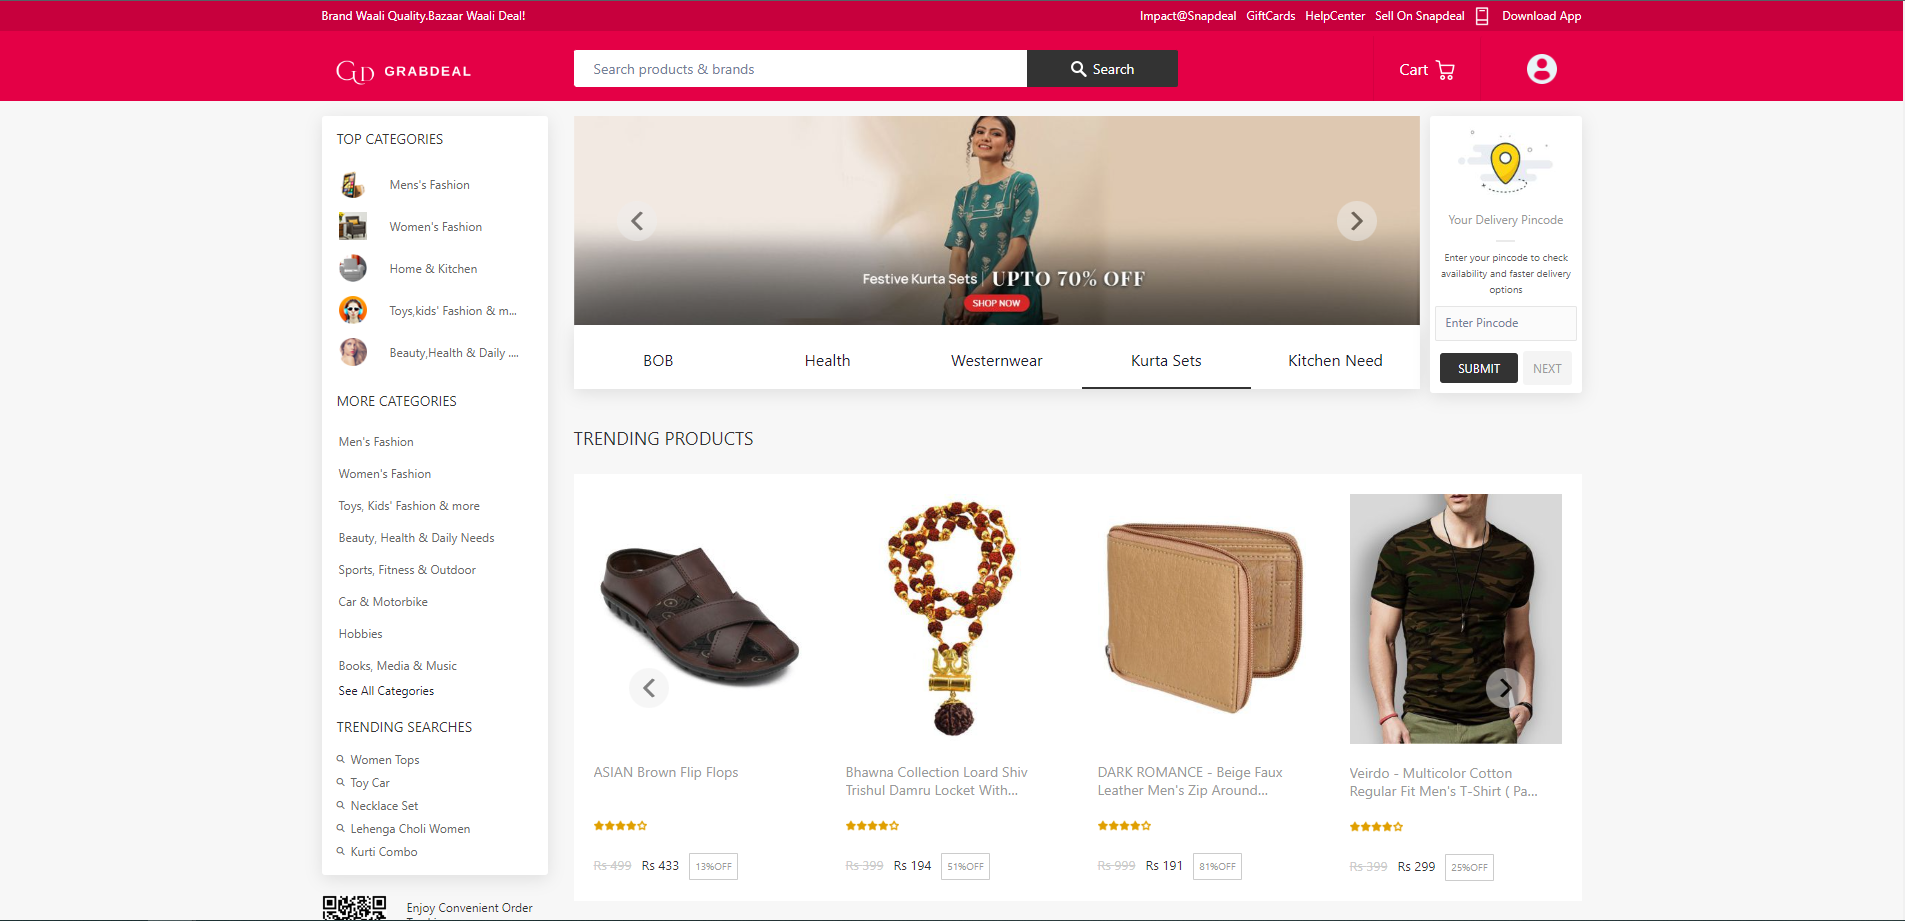 Brand Waali Quality.Bazaar Waali Deal!
Impact@Snapdeal GiftCards HelpCenter Sell On Snapdeal Download App
GD GRABDEAL
Search products & brands
Search
Cart
TOP CATEGORIES
Mens's Fashion
Women's Fashion
Home & Kitchen
Toys,kids' Fashion & m...
Beauty,Health & Daily ....
MORE CATEGORIES
Men's Fashion
Women's Fashion
Toys, Kids' Fashion & more
Beauty, Health & Daily Needs
Sports, Fitness & Outdoor
Car & Motorbike
Hobbies
Books, Media & Music
See All Categories
TRENDING SEARCHES
Women Tops
Toy Car
Necklace Set
Lehenga Choli Women
Kurti Combo
Enjoy Convenient Order
Festive Kurta Sets | UPTO 70% OFF
SHOP NOW
BOB Health Westernwear Kurta Sets Kitchen Need
Your Delivery Pincode
Enter your pincode to check
availability and faster delivery
options
Enter Pincode
SUBMIT NEXT
TRENDING PRODUCTS
ASIAN Brown Flip Flops
Rs 499 Rs 433 13%OFF
Bhawna Collection Loard Shiv
Trishul Damru Locket With...
Rs 399 Rs 194 51%OFF
DARK ROMANCE - Beige Faux
Leather Men's Zip Around...
Rs 999 Rs 191 81%OFF
Veirdo - Multicolor Cotton
Regular Fit Men's T-Shirt ( Pa...
Rs 399 Rs 299 25%OFF